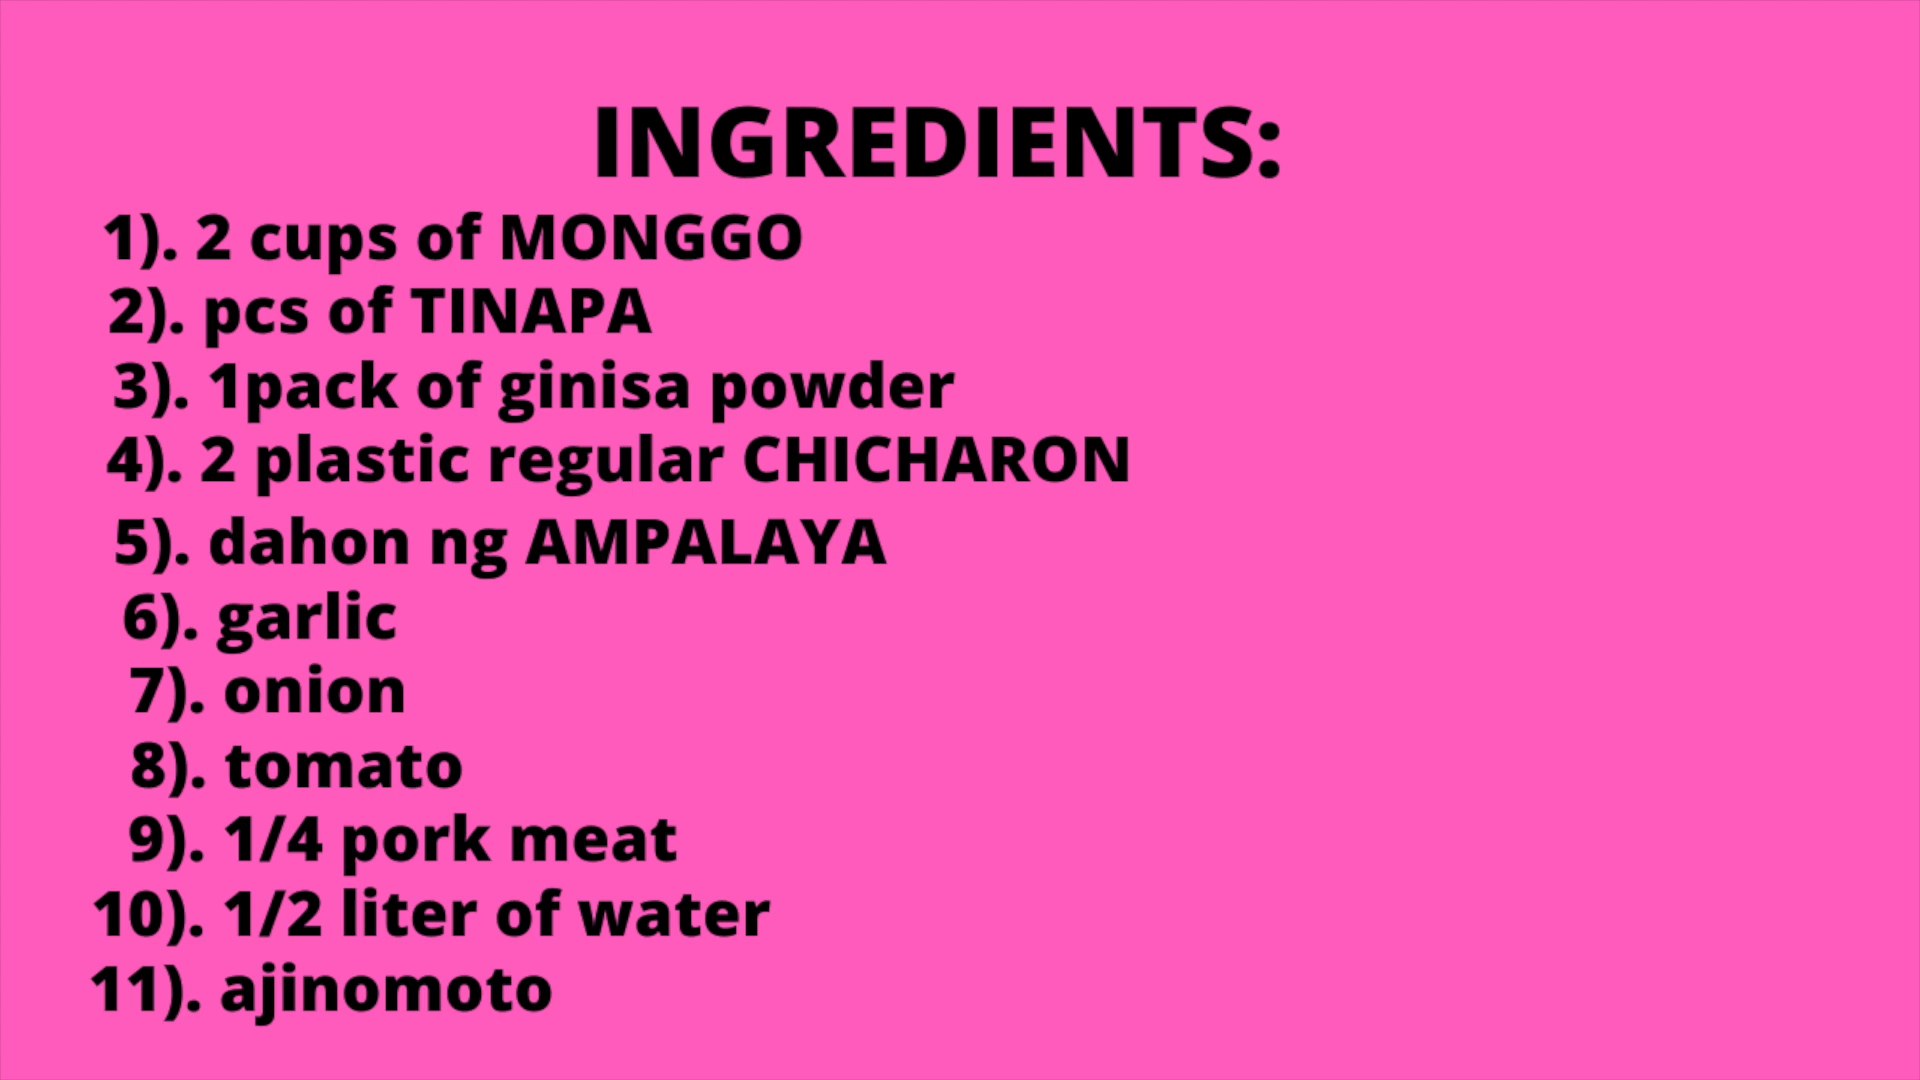 INGREDIENTS:
1). 2 cups of MONGGO
2). pcs of TINAPA
3). 1pack of ginisa powder
4). 2 plastic regular CHICHARON
5). dahon ng AMPALAYA
6). garlic
7). onion
8). tomato
9). 1/4 pork meat
10). 1/2 liter of water
11). ajinomoto